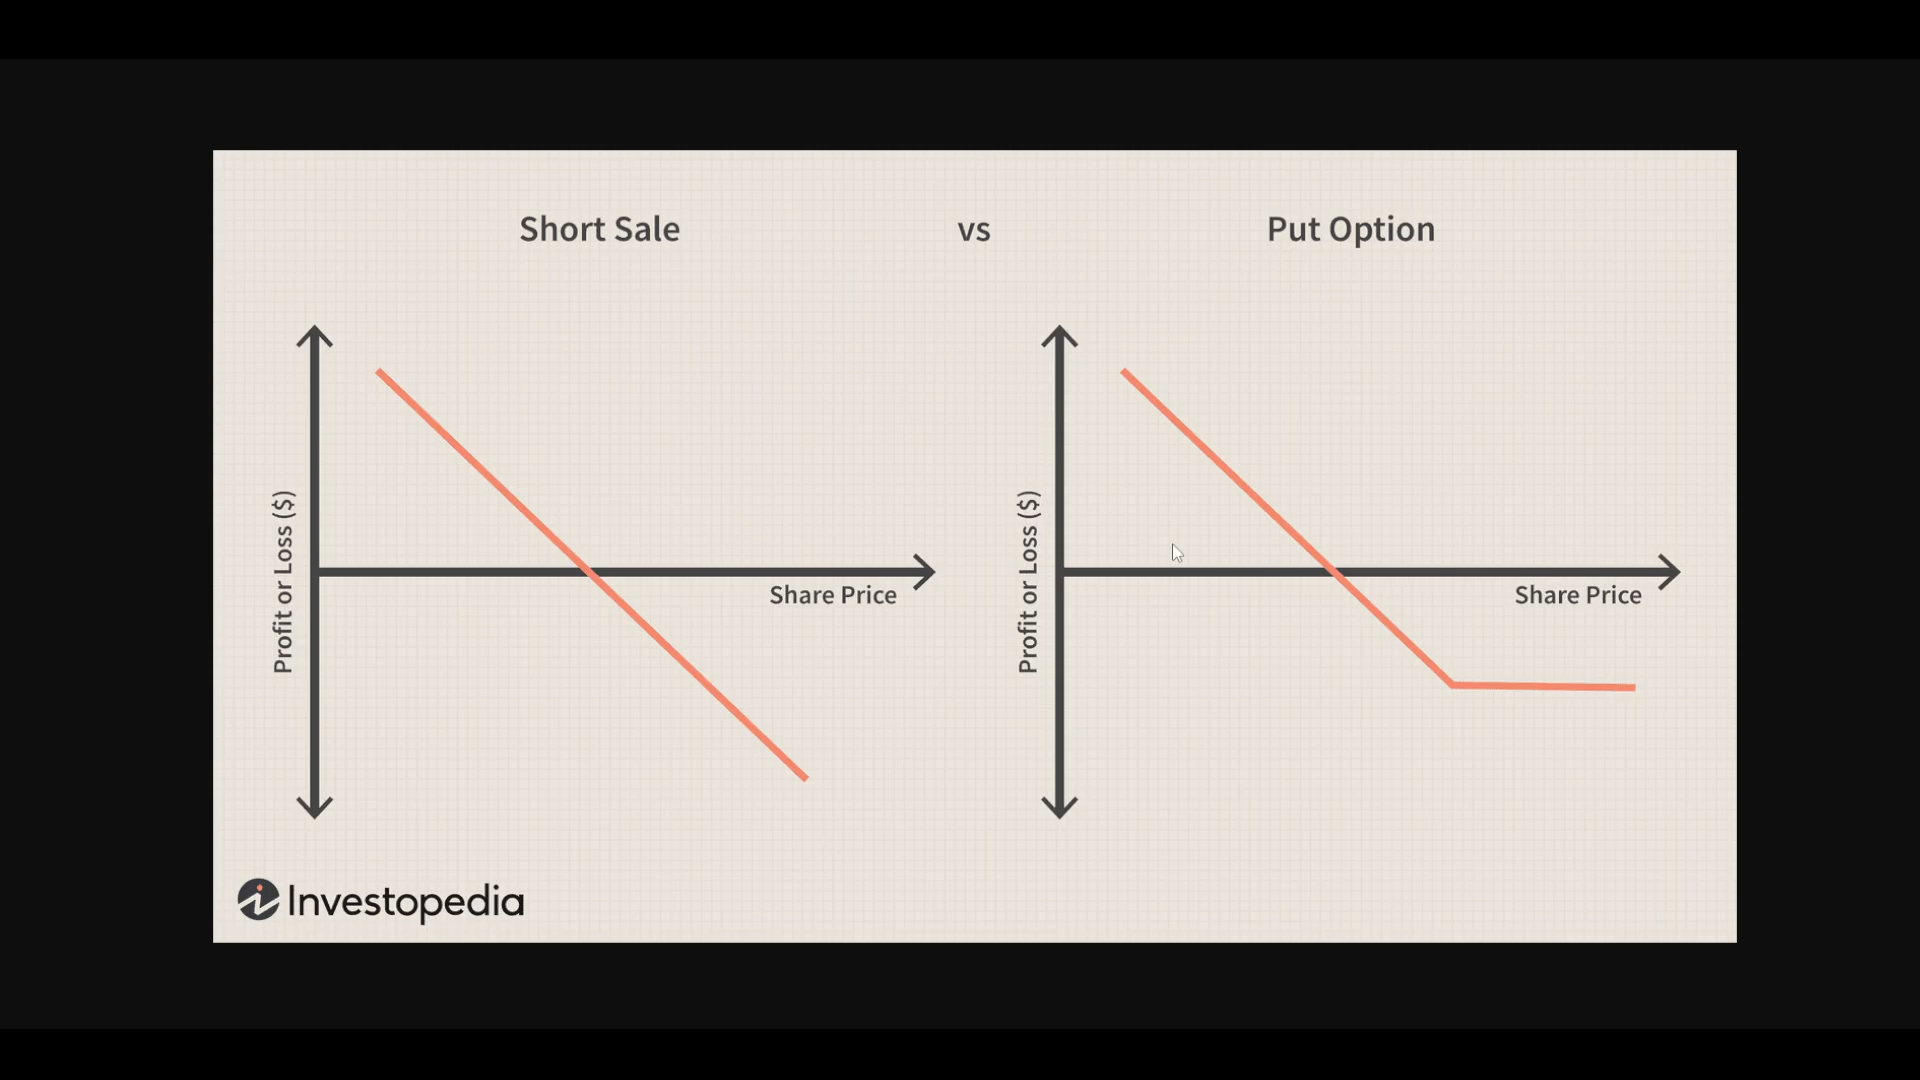 Short Sale vs Put Option
Profit or Loss ($)
Share Price
Profit or Loss ($)
Share Price
Investopedia